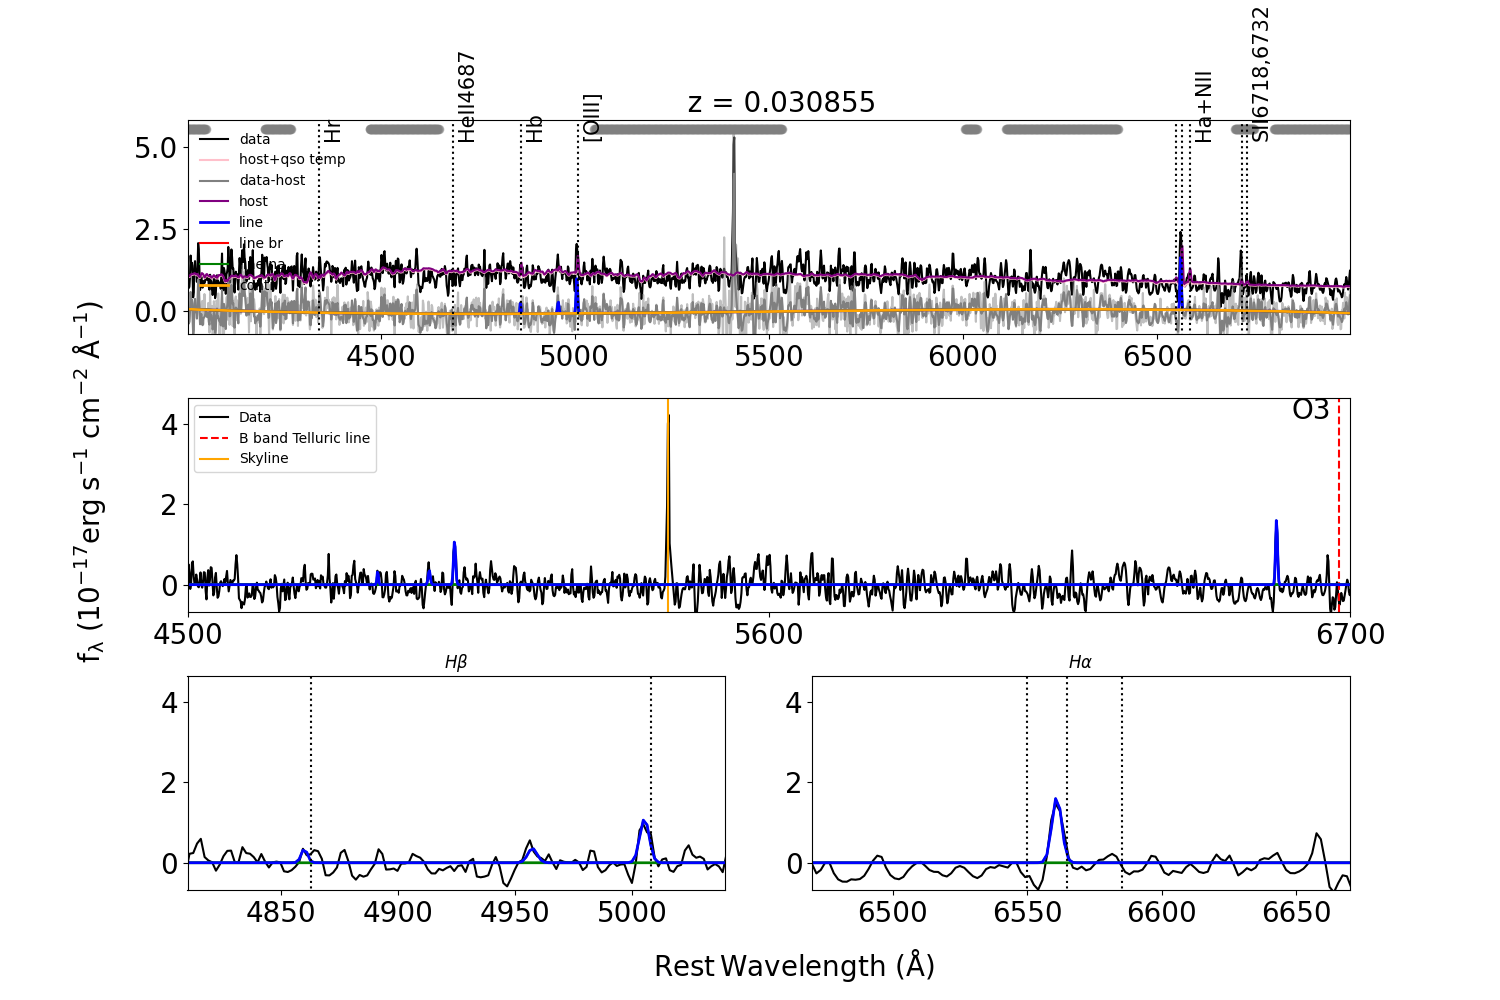 z = 0.030855
Hr
HeII4687
Hb
[OIII]
Ha+NII
SII6718,6732
data
host+qso temp
data-host
host
line
line br
5.0
2.5
0.0
4500 5000 5500 6000 6500
Data
B band Telluric line
Skyline
O3
4
2
0
4500 5600 6700
fλ (10⁻¹⁷erg s⁻¹ cm⁻² Å⁻¹)
Hβ
4
2
0
4850 4900 4950 5000
Hα
4
2
0
6500 6550 6600 6650
Rest Wavelength (Å)